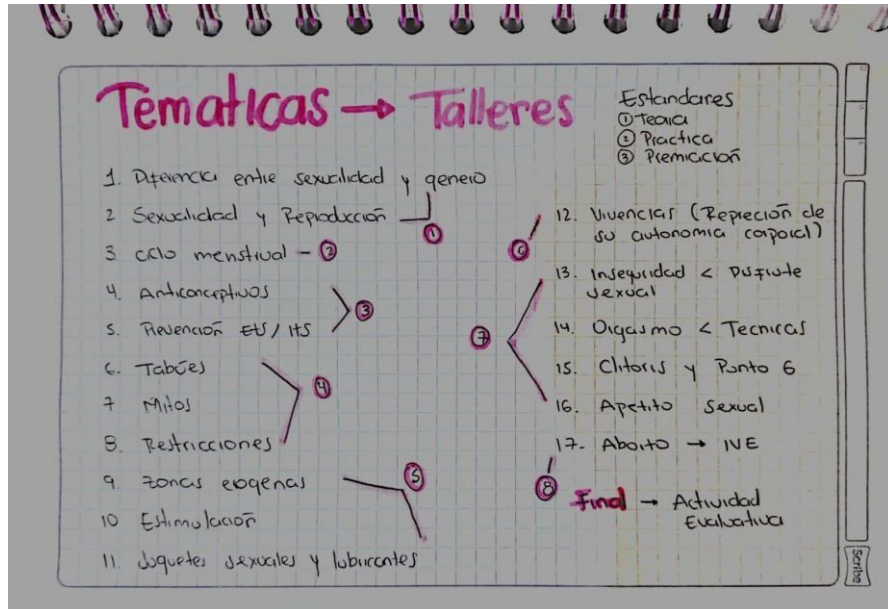 Tematicas → Talleres
Estandares
① Teoria
② Practica
③ Premiación
1. Diferencia entre sexualidad y genero
2 Sexualidad y Reproducción
①
3 ciclo menstrual - ②
4. Anticonceptivos
③
5. Prevención ETS / ITS
6. Tabúes
④
7 Mitos
8. Restricciones
9. Zonas erogenas
⑤
10 Estimulación
11. Juguetes sexuales y lubricantes
12. Vivencias (Represión de
su autonomia corporal)
⑥
13. Inseguridad < Disfrute
sexual
⑦
14. Orgasmo < Tecnicas
15. Clitoris y Punto G
16. Apetito Sexual
17. Aborto → IVE
⑧
Final → Actividad
Evaluativa
Scribe